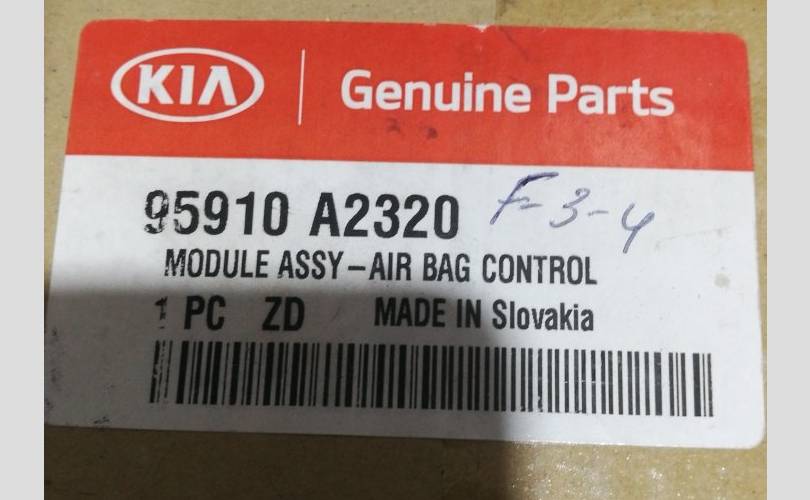 KIA Genuine Parts
95910 A2320 F-3-4
MODULE ASSY-AIR BAG CONTROL
1 PC ZD MADE IN Slovakia